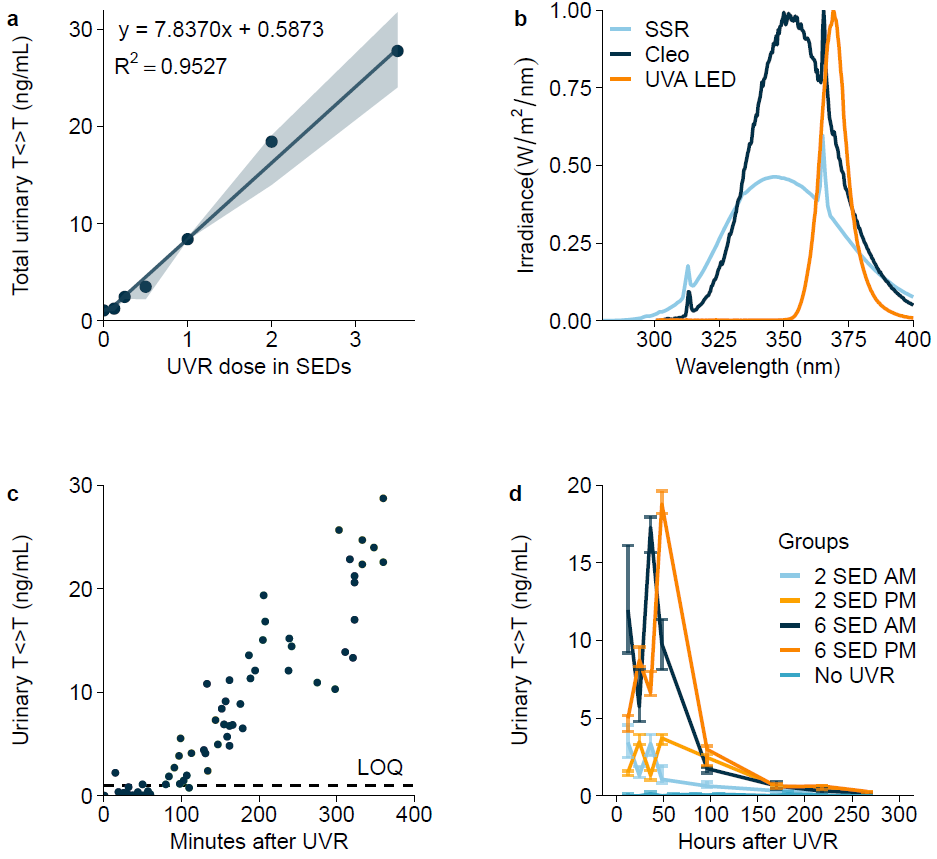 a
y = 7.8370x + 0.5873
R2 = 0.9527
Total urinary T<>T (ng/mL)
30
20
10
0
0 1 2 3
UVR dose in SEDs
b
SSR
Cleo
UVA LED
Irradiance(W/m2/nm)
1.00
0.75
0.50
0.25
0.00
300 325 350 375 400
Wavelength (nm)
c
Urinary T<>T (ng/mL)
30
20
10
0
LOQ
0 100 200 300 400
Minutes after UVR
d
Urinary T<>T (ng/mL)
20
15
10
5
0
Groups
2 SED AM
2 SED PM
6 SED AM
6 SED PM
No UVR
0 50 100 150 200 250 300
Hours after UVR